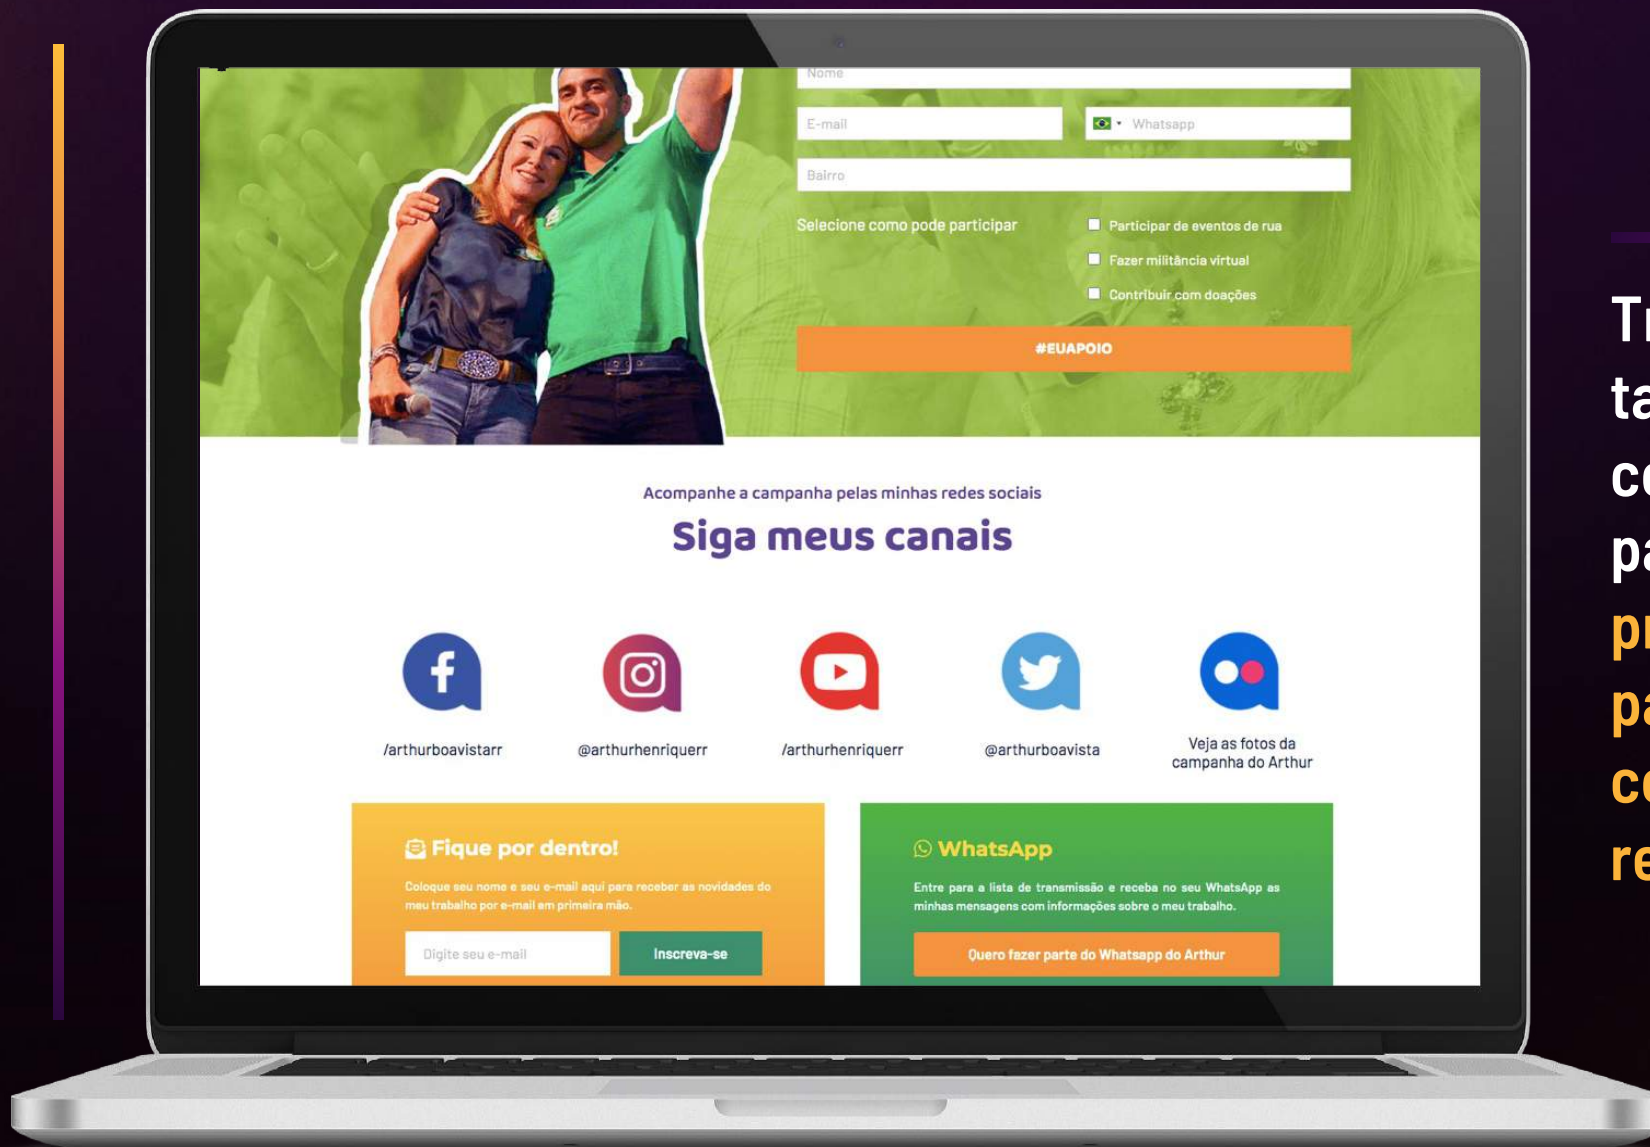 Nome
E-mail
Whatsapp
Bairro
Selecione como pode participar
Participar de eventos de rua
Fazer militância virtual
Contribuir com doações
#EUAPOIO
Acompanhe a campanha pelas minhas redes sociais
Siga meus canais
/arthurboavistarr
@arthurhenriquerr
/arthurhenriquerr
@arthurboavista
Veja as fotos da
campanha do Arthur
Fique por dentro!
Coloque seu nome e seu e-mail aqui para receber as novidades do
meu trabalho por e-mail em primeira mão.
Digite seu e-mail
Inscreva-se
WhatsApp
Entre para a lista de transmissão e receba no seu WhatsApp as
minhas mensagens com informações sobre o meu trabalho.
Quero fazer parte do Whatsapp do Arthur